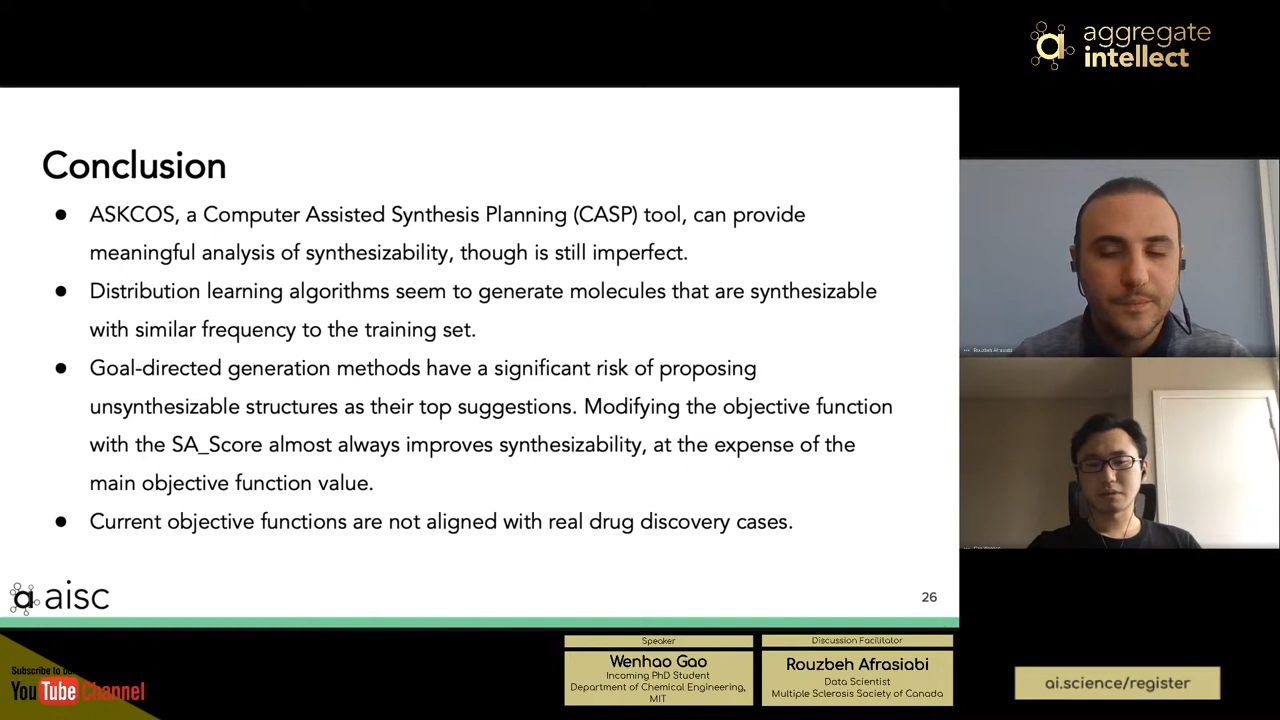 aggregate
intellect
Conclusion
● ASKCOS, a Computer Assisted Synthesis Planning (CASP) tool, can provide
meaningful analysis of synthesizability, though is still imperfect.
● Distribution learning algorithms seem to generate molecules that are synthesizable
with similar frequency to the training set.
● Goal-directed generation methods have a significant risk of proposing
unsynthesizable structures as their top suggestions. Modifying the objective function
with the SA_Score almost always improves synthesizability, at the expense of the
main objective function value.
● Current objective functions are not aligned with real drug discovery cases.
Rouzbeh Afrasiabi
a aisc
26
Subscribe to
YouTube Channel
Speaker
Wenhao Gao
Incoming PhD Student
Department of Chemical Engineering,
MIT
Discussion Facilitator
Rouzbeh Afrasiabi
Data Scientist
Multiple Sclerosis Society of Canada
ai.science/register